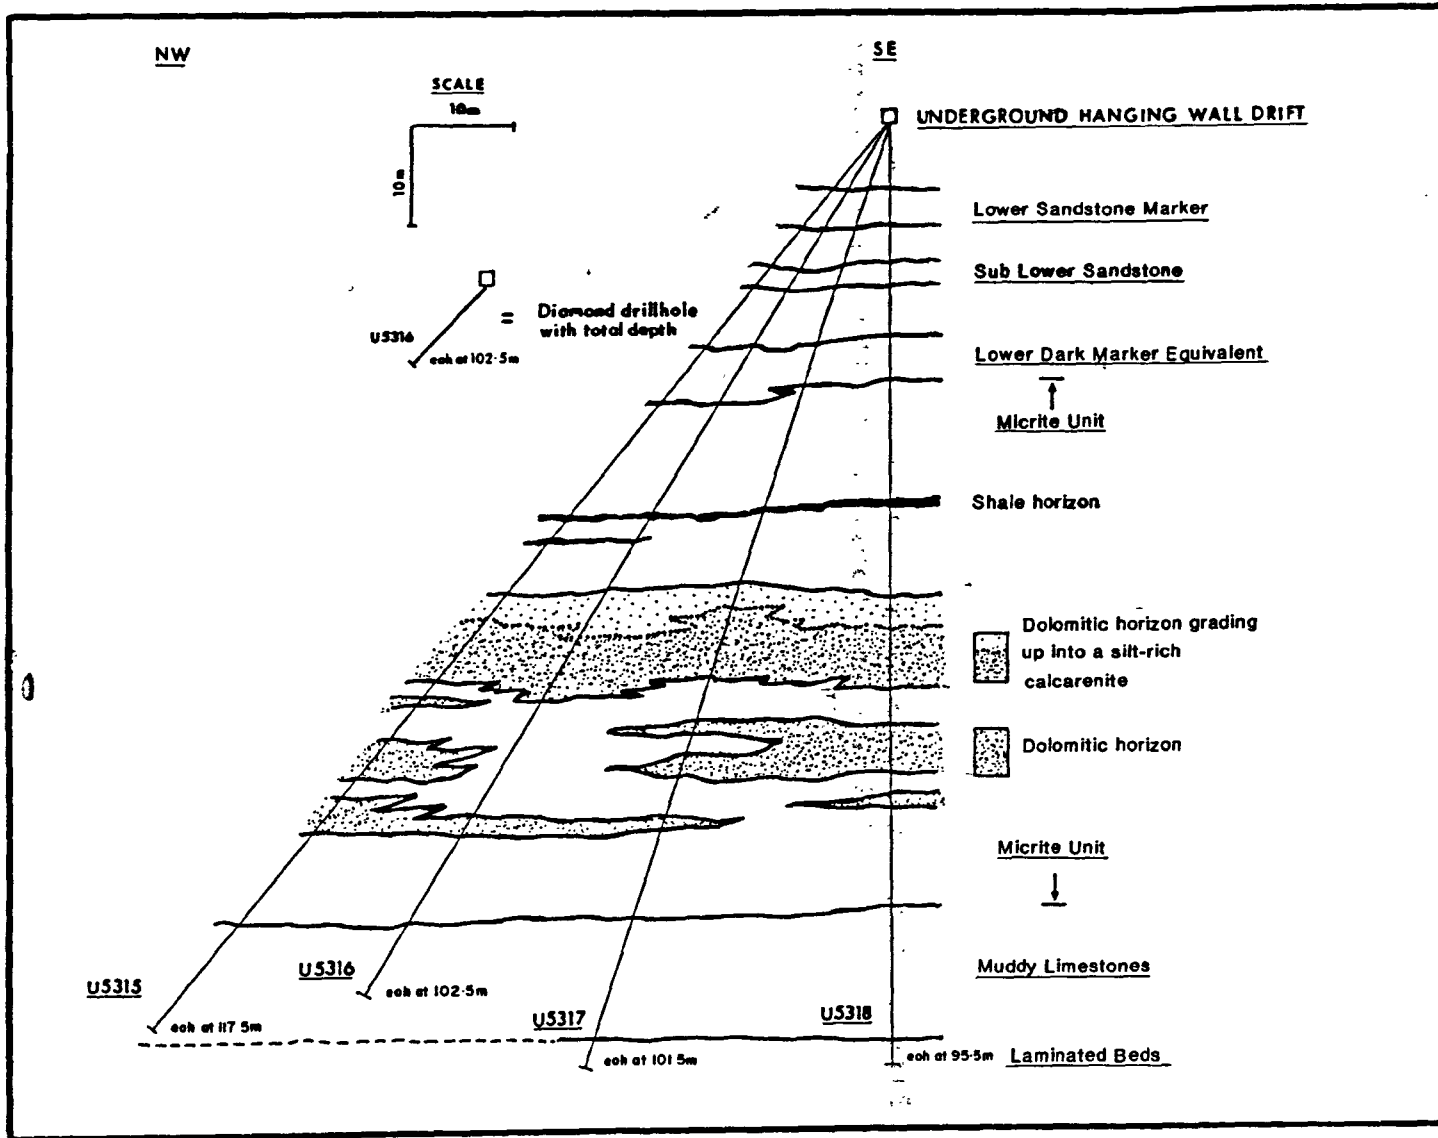 NW
SE
SCALE
10m
10m
UNDERGROUND HANGING WALL DRIFT
Lower Sandstone Marker
Sub Lower Sandstone
U5316
eoh at 102·5m
=
Diamond drillhole
with total depth
Lower Dark Marker Equivalent
Micrite Unit
Shale horizon
Dolomitic horizon grading
up into a silt-rich
calcarenite
Dolomitic horizon
Micrite Unit
Muddy Limestones
U5315
eoh at 117·5m
U5316
eoh at 102·5m
U5317
eoh at 101·5m
U5318
eoh at 95·5m
Laminated Beds